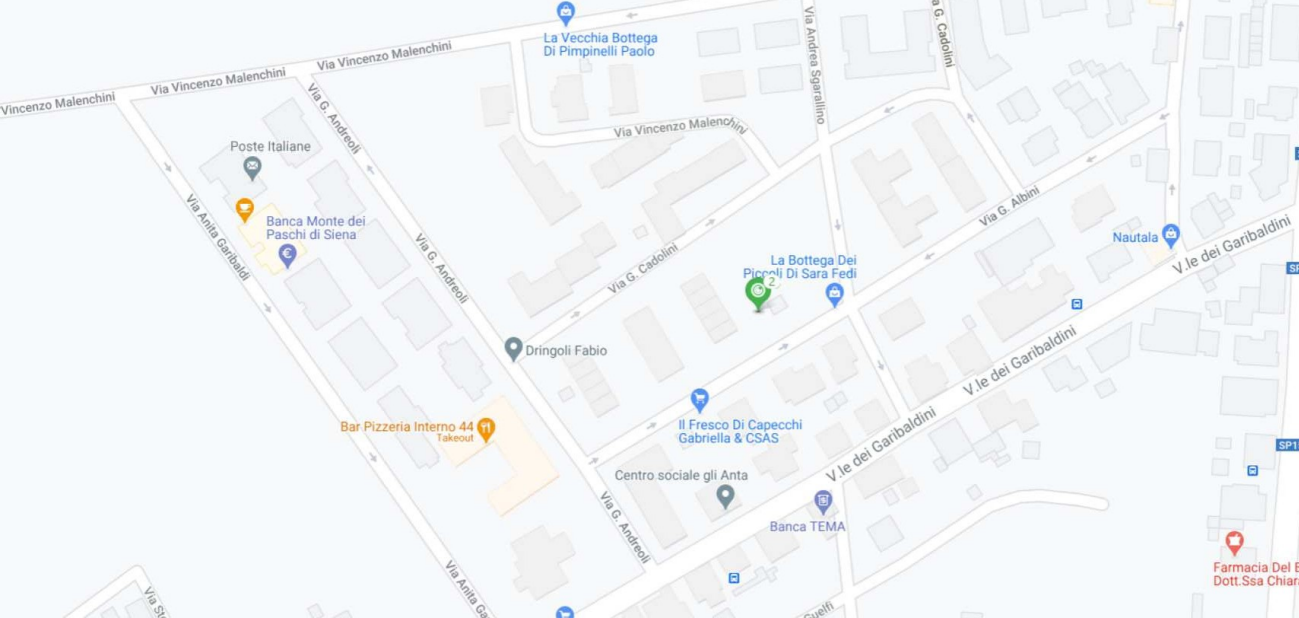 La Vecchia Bottega
Di Pimpinelli Paolo
Via Andrea Sgarallino
a G. Cadolini
Via Vincenzo Malenchini
Via Vincenzo Malenchini
Vincenzo Malenchini
Via G. Andreoli
Via Vincenzo Malenchini
Poste Italiane
Via Anita Garibaldi
Banca Monte dei
Paschi di Siena
€
Via G. Andreoli
Via G. Cadolini
Via G. Albini
Nautala
V.le dei Garibaldini
SP
La Bottega Dei
Piccoli Di Sara Fedi
2
Dringoli Fabio
V.le dei Garibaldini
Bar Pizzeria Interno 44
Takeout
Il Fresco Di Capecchi
Gabriella & CSAS
V.le dei Garibaldini
SP1
Centro sociale gli Anta
Via G. Andreoli
Banca TEMA
Farmacia Del B
Dott.Ssa Chiar
Via Anita Ga
Via Sto
Guelfi